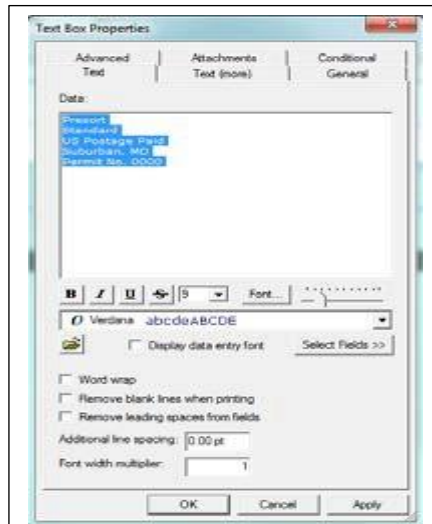 Text Box Properties
Advanced Attachments Conditional
Text Text (more) General
Data:
Presort
Standard
US Postage Paid
Suburban, MO
Permit No. 0000
B I U S 9 Font...
O Verdana abcdeABCDE
Display data entry font Select Fields >>
Word wrap
Remove blank lines when printing
Remove leading spaces from fields
Additional line spacing: 0.00 pt
Font width multiplier: 1
OK Cancel Apply